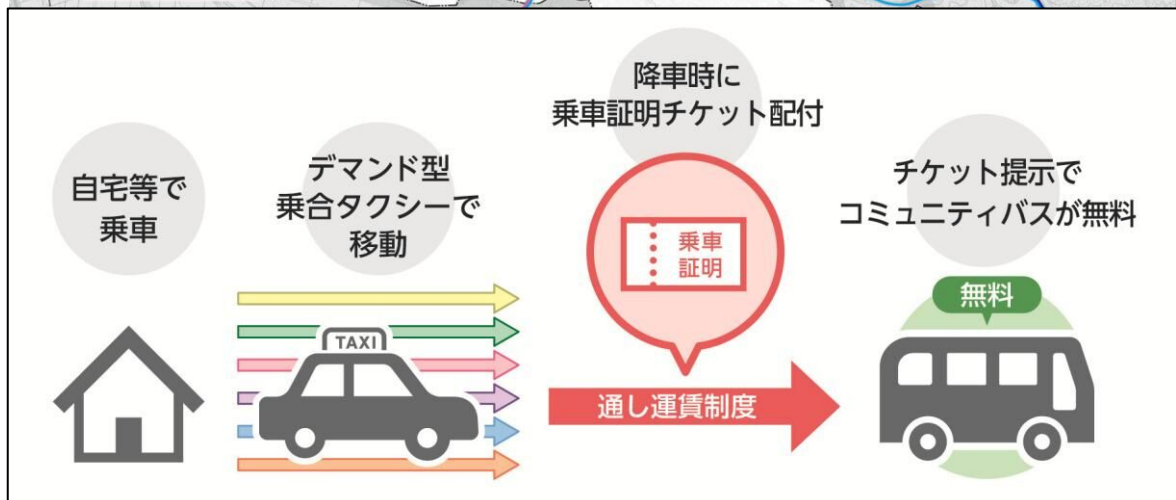 自宅等で
乗車
デマンド型
乗合タクシーで
移動
TAXI
降車時に
乗車証明チケット配付
乗車
証明
通し運賃制度
チケット提示で
コミュニティバスが無料
無料